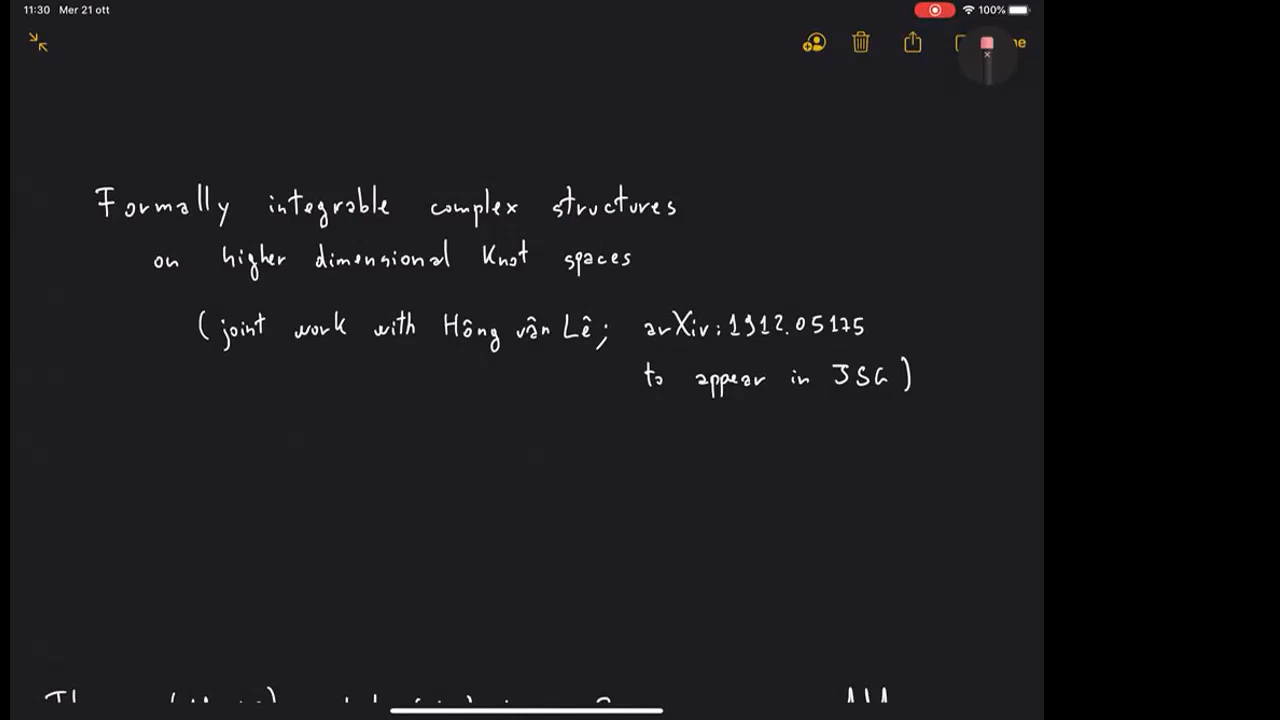 11:30 Mer 21 ott 100%
Formally integrable complex structures
on higher dimensional Knot spaces
(joint work with Hông vân Lê; arXiv:1912.05175
to appear in JSG)